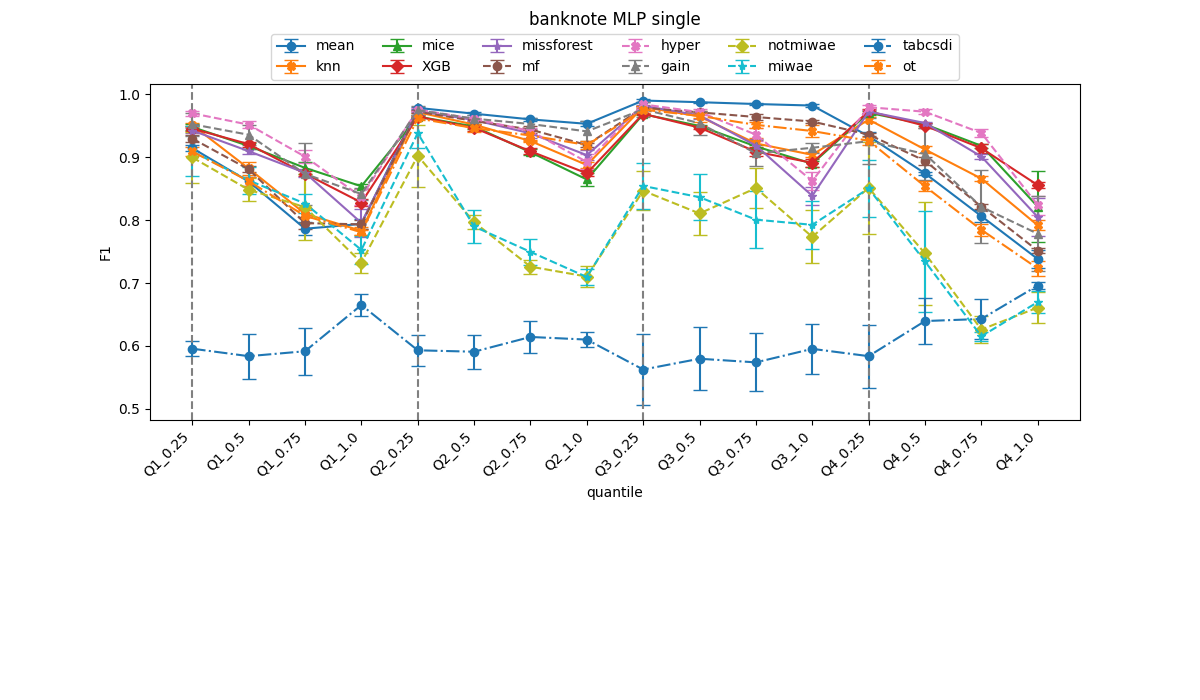 banknote MLP single
mean mice missforest hyper notmiwae tabcsdi
knn XGB mf gain miwae ot
1.0
0.9
0.8
0.7
0.6
0.5
F1
Q1_0.25 Q1_0.5 Q1_0.75 Q1_1.0 Q2_0.25 Q2_0.5 Q2_0.75 Q2_1.0 Q3_0.25 Q3_0.5 Q3_0.75 Q3_1.0 Q4_0.25 Q4_0.5 Q4_0.75 Q4_1.0
quantile